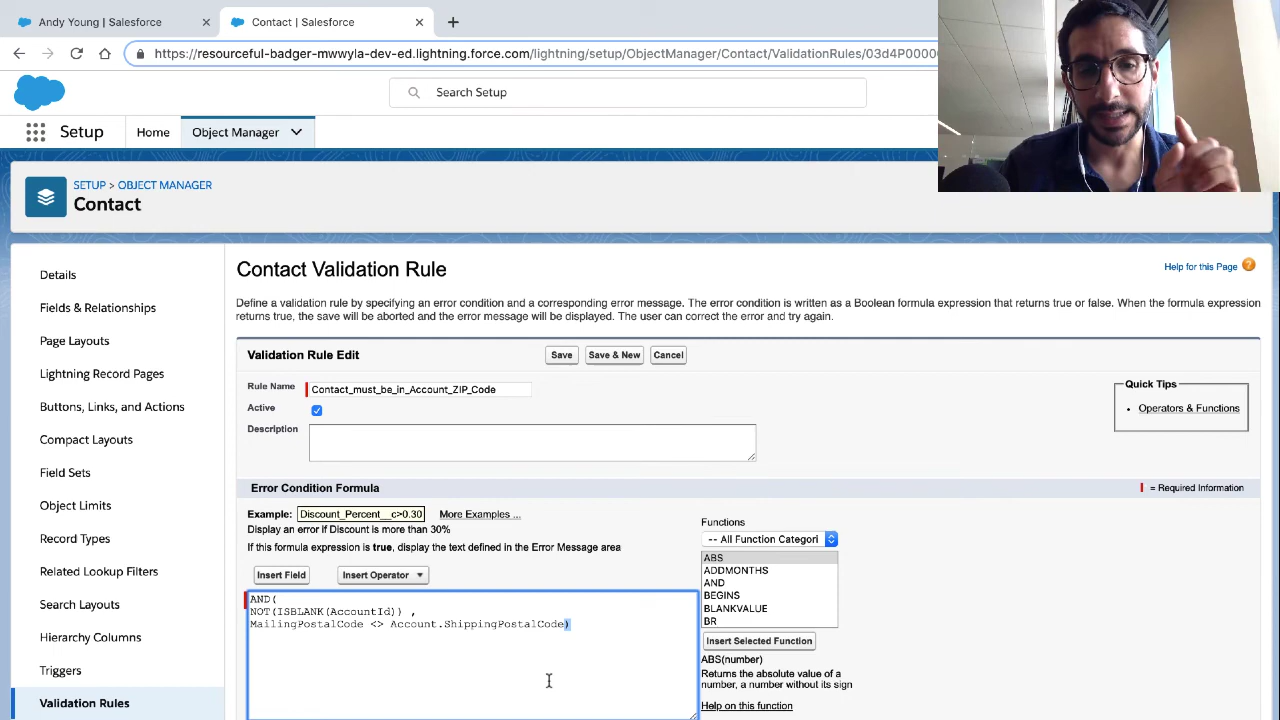 Andy Young | Salesforce
Contact | Salesforce
https://resourceful-badger-mwwyla-dev-ed.lightning.force.com/lightning/setup/ObjectManager/Contact/ValidationRules/03d4P0000
Search Setup
Setup
Home
Object Manager
SETUP > OBJECT MANAGER
Contact
Details
Fields & Relationships
Page Layouts
Lightning Record Pages
Buttons, Links, and Actions
Compact Layouts
Field Sets
Object Limits
Record Types
Related Lookup Filters
Search Layouts
Hierarchy Columns
Triggers
Validation Rules
Contact Validation Rule
Help for this Page
Define a validation rule by specifying an error condition and a corresponding error message. The error condition is written as a Boolean formula expression that returns true or false. When the formula
expression returns true, the save will be aborted and the error message will be displayed. The user can correct the error and try again.
Validation Rule Edit
Save
Save & New
Cancel
Rule Name
Contact_must_be_in_Account_ZIP_Code
Active
Description
Quick Tips
• Operators & Functions
Error Condition Formula
= Required Information
Example:
Discount_Percent__c>0.30
More Examples ...
Display an error if Discount is more than 30%
If this formula expression is true, display the text defined in the Error Message area
Insert Field
Insert Operator
AND(
NOT(ISBLANK(AccountId)) ,
MailingPostalCode <> Account.ShippingPostalCode)
Functions
-- All Function Categori
ABS
ADDMONTHS
AND
BEGINS
BLANKVALUE
BR
Insert Selected Function
ABS(number)
Returns the absolute value of a
number, a number without its sign
Help on this function